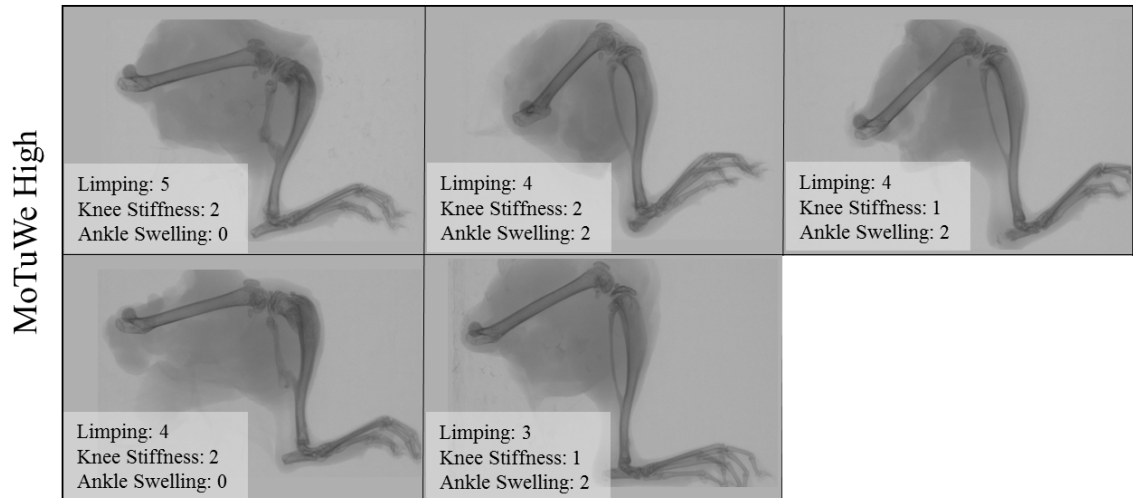 MoTuWe High
Limping: 5
Knee Stiffness: 2
Ankle Swelling: 0
Limping: 4
Knee Stiffness: 2
Ankle Swelling: 2
Limping: 4
Knee Stiffness: 1
Ankle Swelling: 2
Limping: 4
Knee Stiffness: 2
Ankle Swelling: 0
Limping: 3
Knee Stiffness: 1
Ankle Swelling: 2